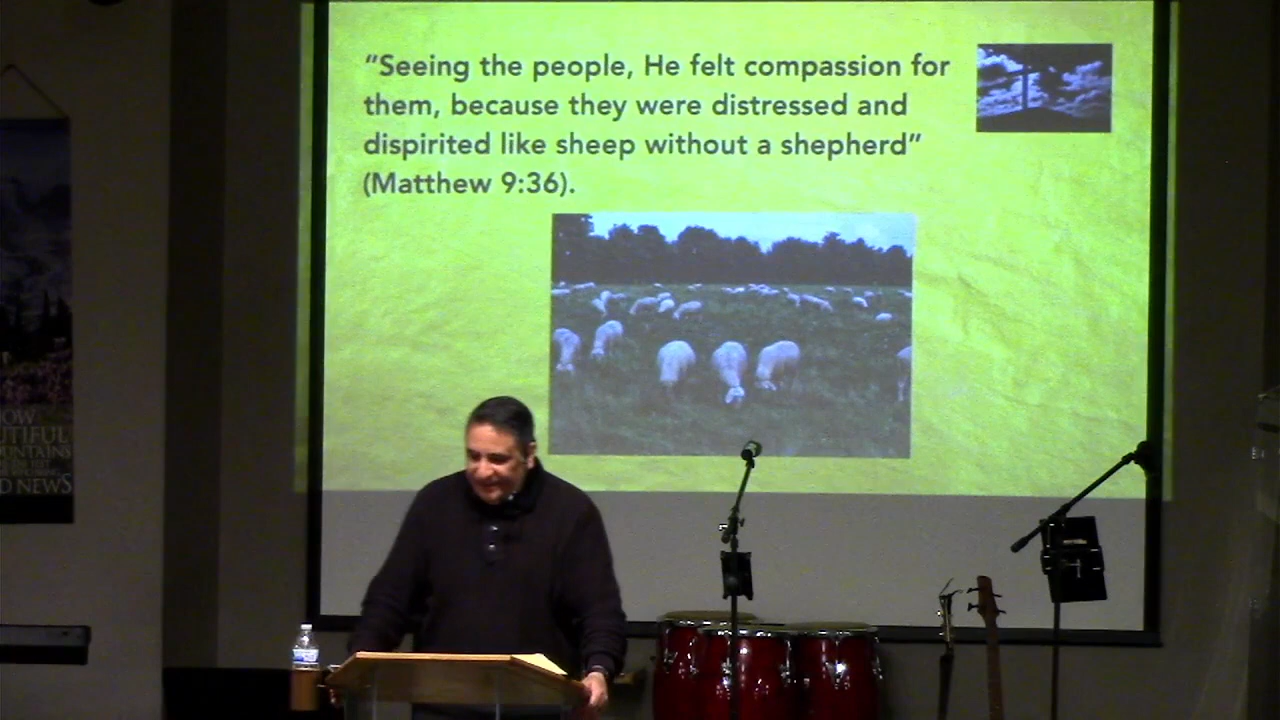 “Seeing the people, He felt compassion for
them, because they were distressed and
dispirited like sheep without a shepherd”
(Matthew 9:36).
NEWS